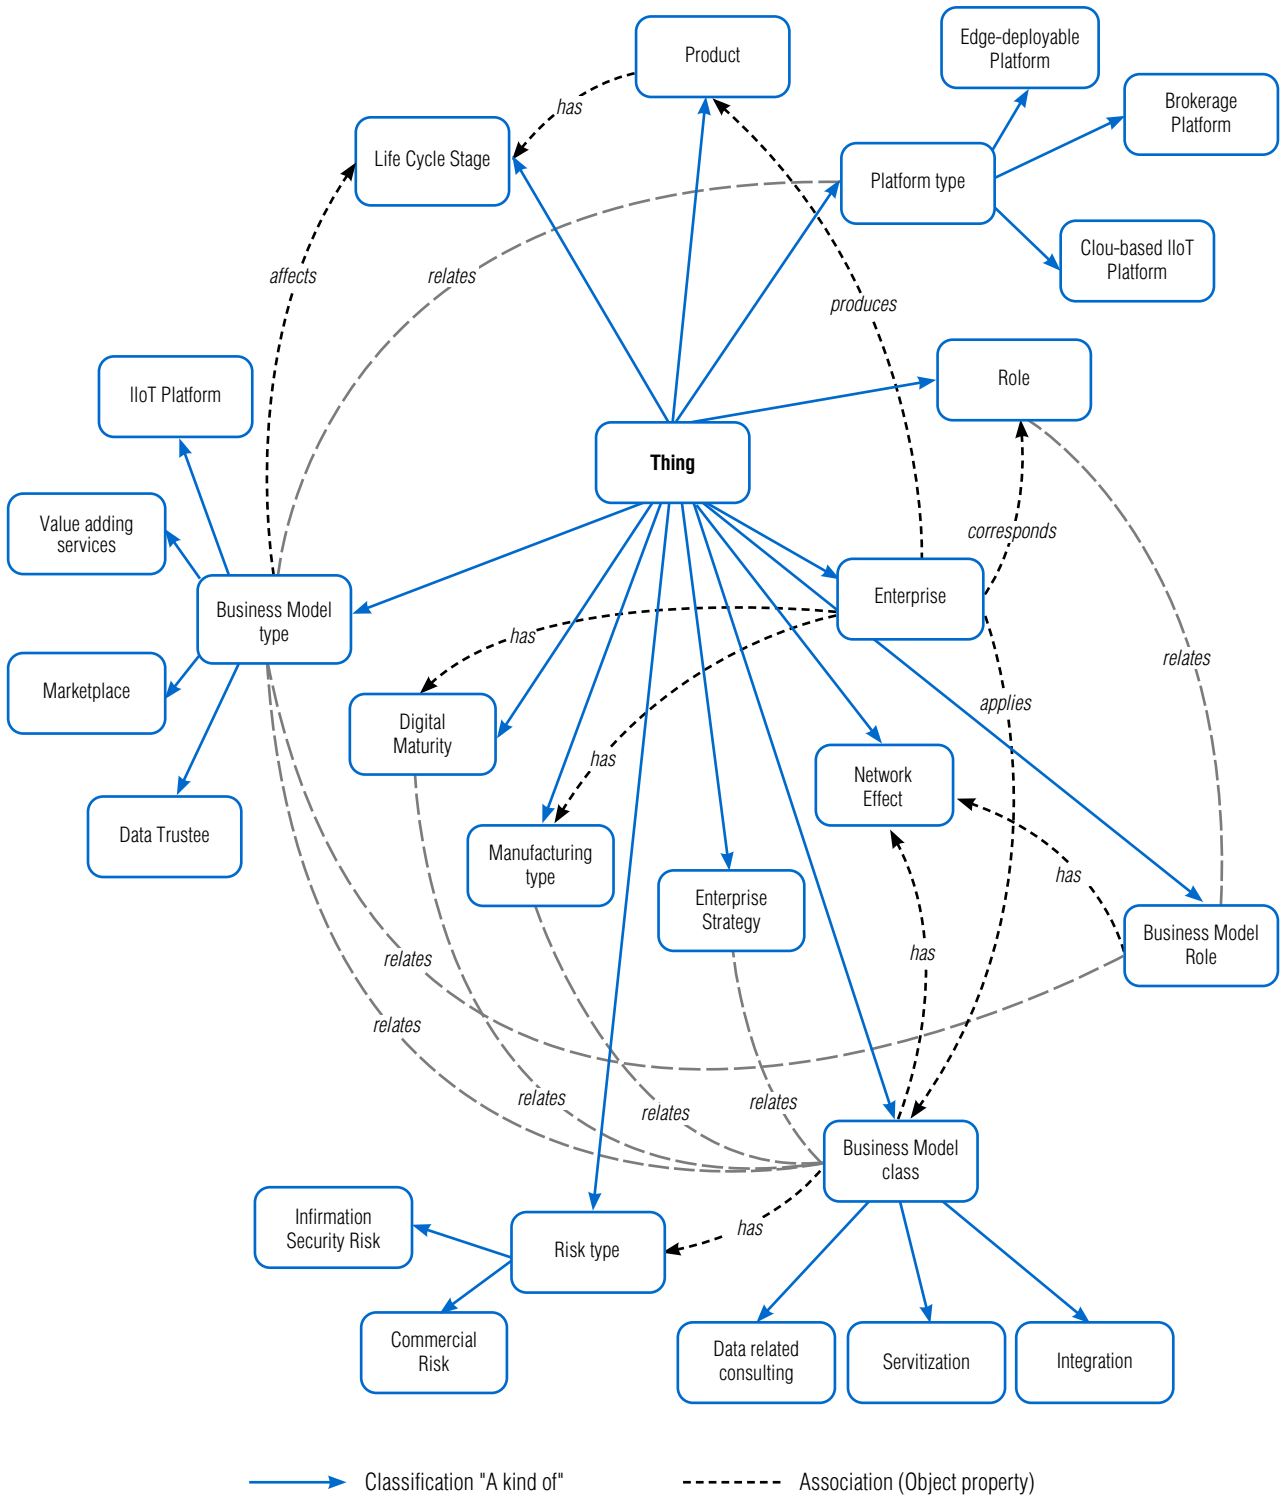 Product
Edge-deployable
Platform
Brokerage
Platform
has
Life Cycle Stage
Platform type
Clou-based IIoT
Platform
affects
relates
produces
IIoT Platform
Role
Thing
Value adding
services
corresponds
Business Model
type
Enterprise
has
relates
Marketplace
Digital
Maturity
applies
has
Network
Effect
Data Trustee
Manufacturing
type
has
Enterprise
Strategy
Business Model
Role
relates
has
relates
relates
relates
relates
Business Model
class
Infirmation
Security Risk
Risk type
has
Commercial
Risk
Data related
consulting
Servitization
Integration
Classification "A kind of"
Association (Object property)